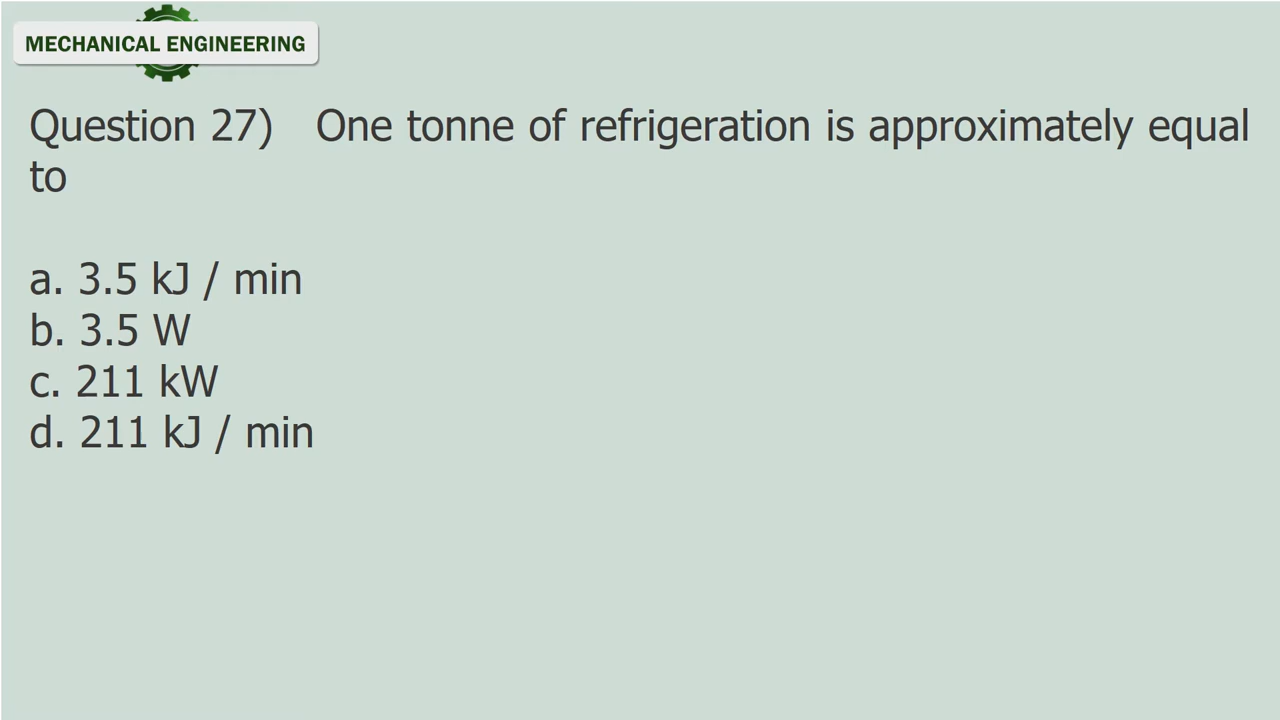 MECHANICAL ENGINEERING
Question 27)   One tonne of refrigeration is approximately equal
to
a. 3.5 kJ / min
b. 3.5 W
c. 211 kW
d. 211 kJ / min